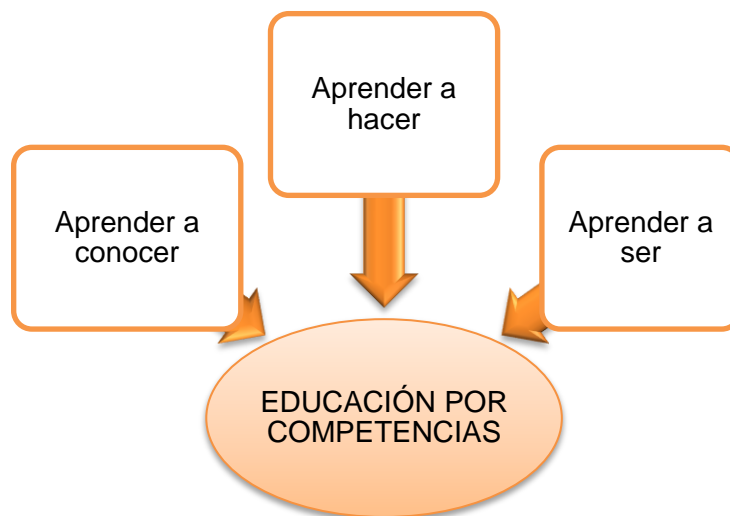 Aprender a
hacer
Aprender a
conocer
Aprender a
ser
EDUCACIÓN POR
COMPETENCIAS